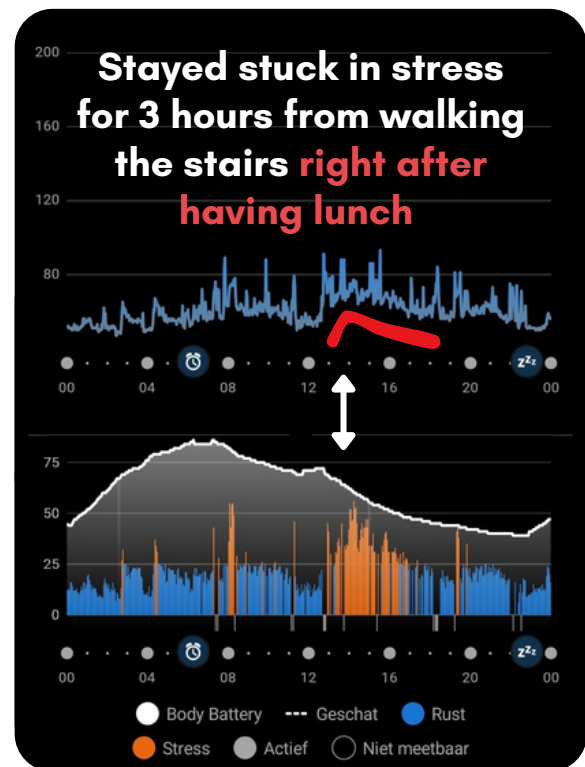 200
Stayed stuck in stress
for 3 hours from walking
160
the stairs right after
120
having lunch
80
00 04 08 12 16 20 zZz 00
75
50
25
0
00 04 08 12 16 20 zZz 00
Body Battery Geschat Rust
Stress Actief Niet meetbaar